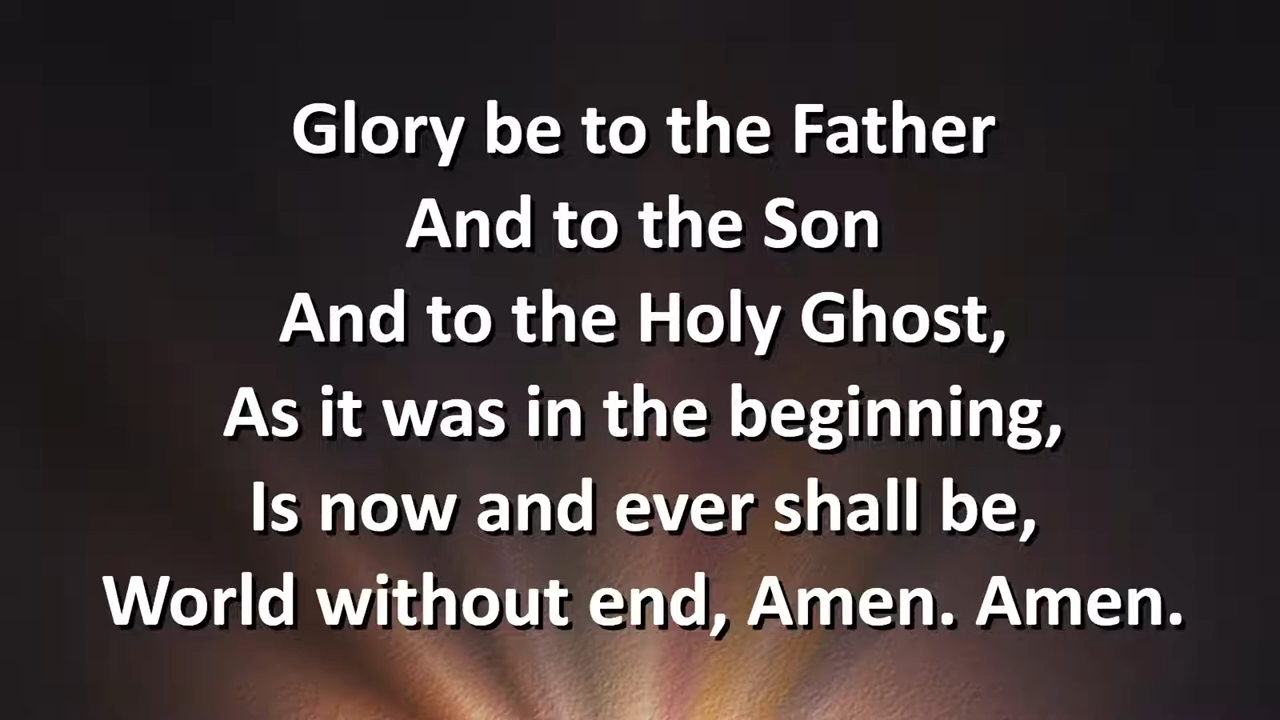 Glory be to the Father
And to the Son
And to the Holy Ghost,
As it was in the beginning,
Is now and ever shall be,
World without end, Amen. Amen.